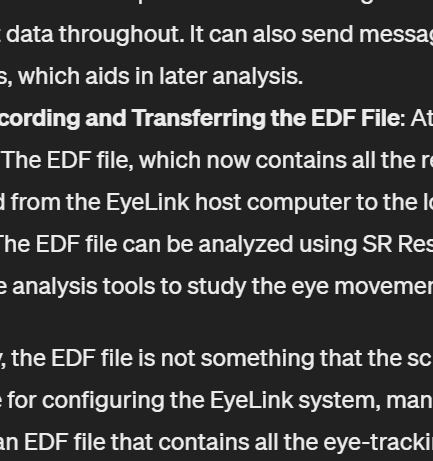 data throughout. It can also send messag
s, which aids in later analysis.
cording and Transferring the EDF File: At
The EDF file, which now contains all the re
d from the EyeLink host computer to the lo
The EDF file can be analyzed using SR Res
e analysis tools to study the eye movemen
, the EDF file is not something that the sc
e for configuring the EyeLink system, man
an EDF file that contains all the eye-tracki